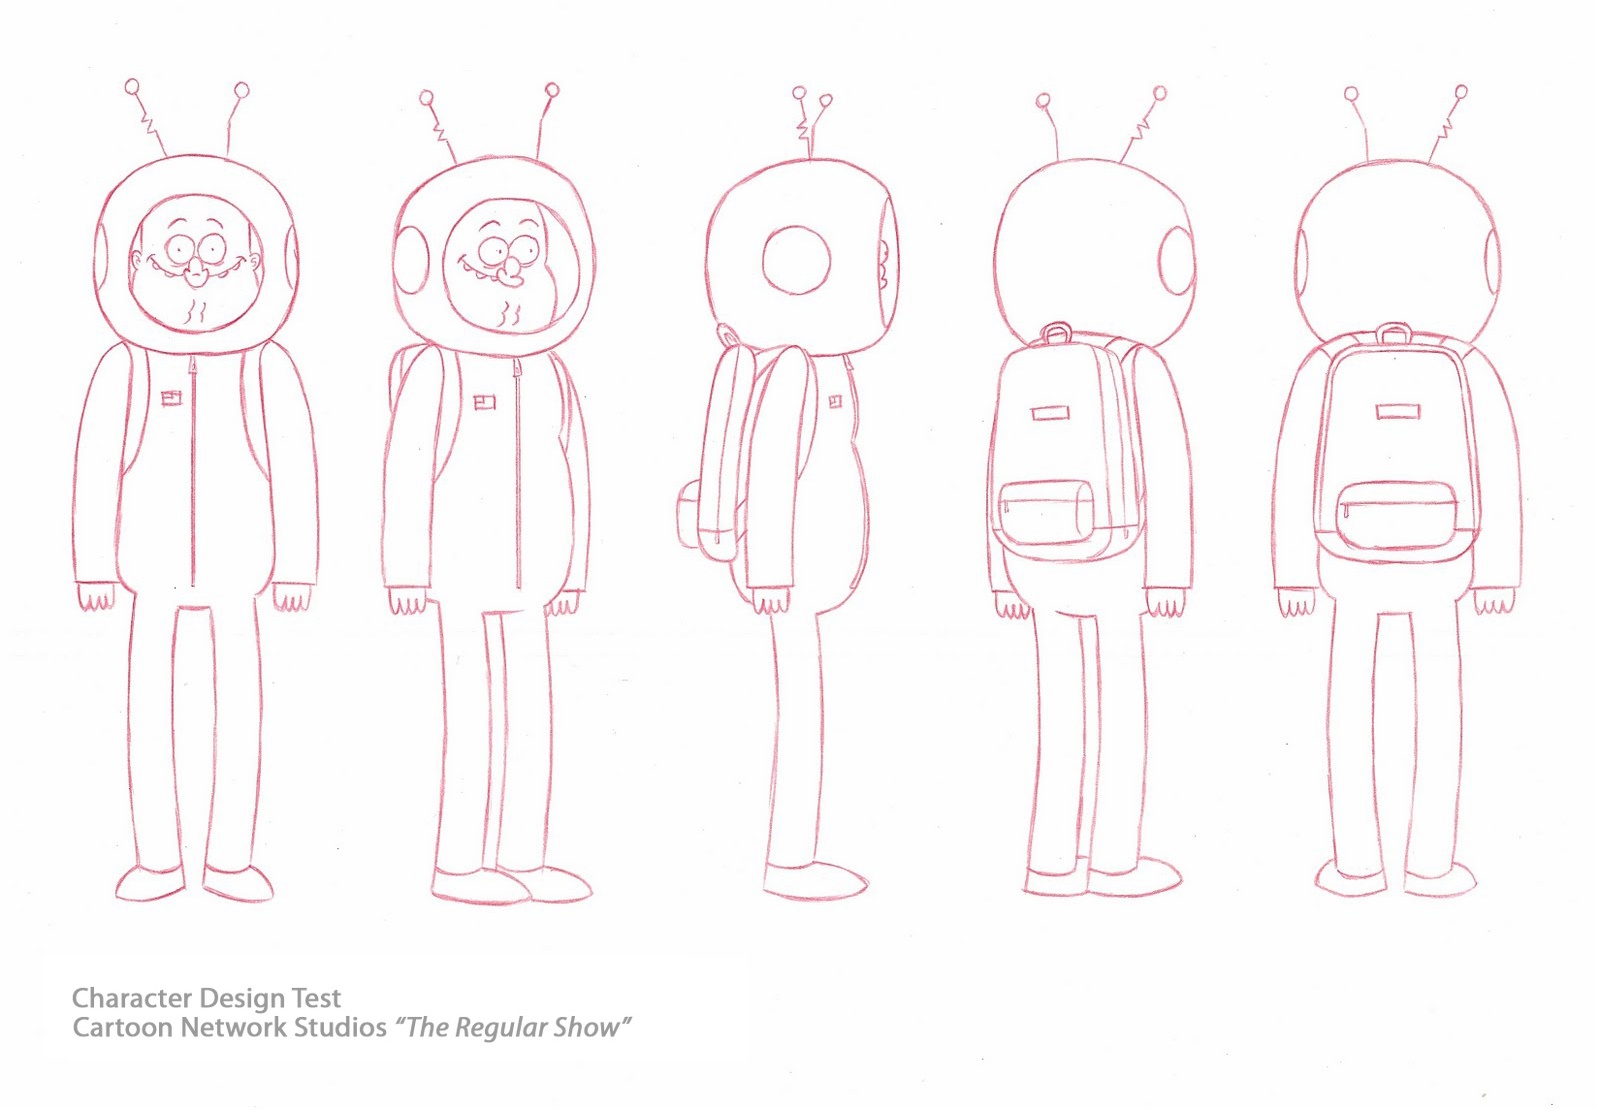 Character Design Test
Cartoon Network Studios “The Regular Show”